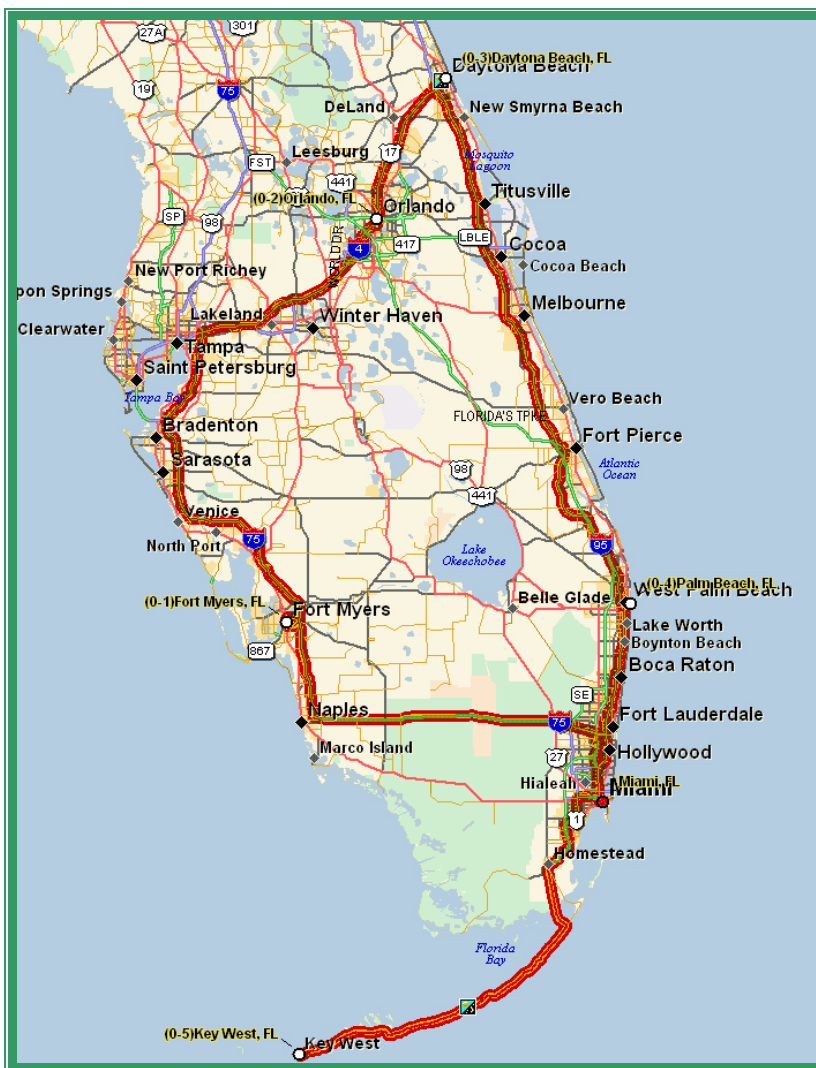 27A
301
(0-3)Daytona Beach, FL
Daytona Beach
75
19
DeLand
New Smyrna Beach
17
Mosquito
Lagoon
Leesburg
FST
441
Titusville
(0-2)Orlando, FL
Orlando
SP
98
4
417
LBLE
Cocoa
Cocoa Beach
New Port Richey
pon Springs
Lakeland
Winter Haven
Melbourne
Clearwater
Tampa
Saint Petersburg
Tampa Bay
Vero Beach
FLORIDA'S TPKE
Bradenton
Fort Pierce
Sarasota
98
441
Atlantic
Ocean
Venice
North Port
75
95
Lake
Okeechobee
(0-4)Palm Beach, FL
West Palm Beach
(0-1)Fort Myers, FL
Fort Myers
Belle Glade
Lake Worth
Boynton Beach
867
Boca Raton
SE
Naples
75
Fort Lauderdale
Marco Island
27
Hollywood
Hialeah
Miami, FL
Miami
1
Homestead
Florida
Bay
(0-5)Key West, FL
Key West